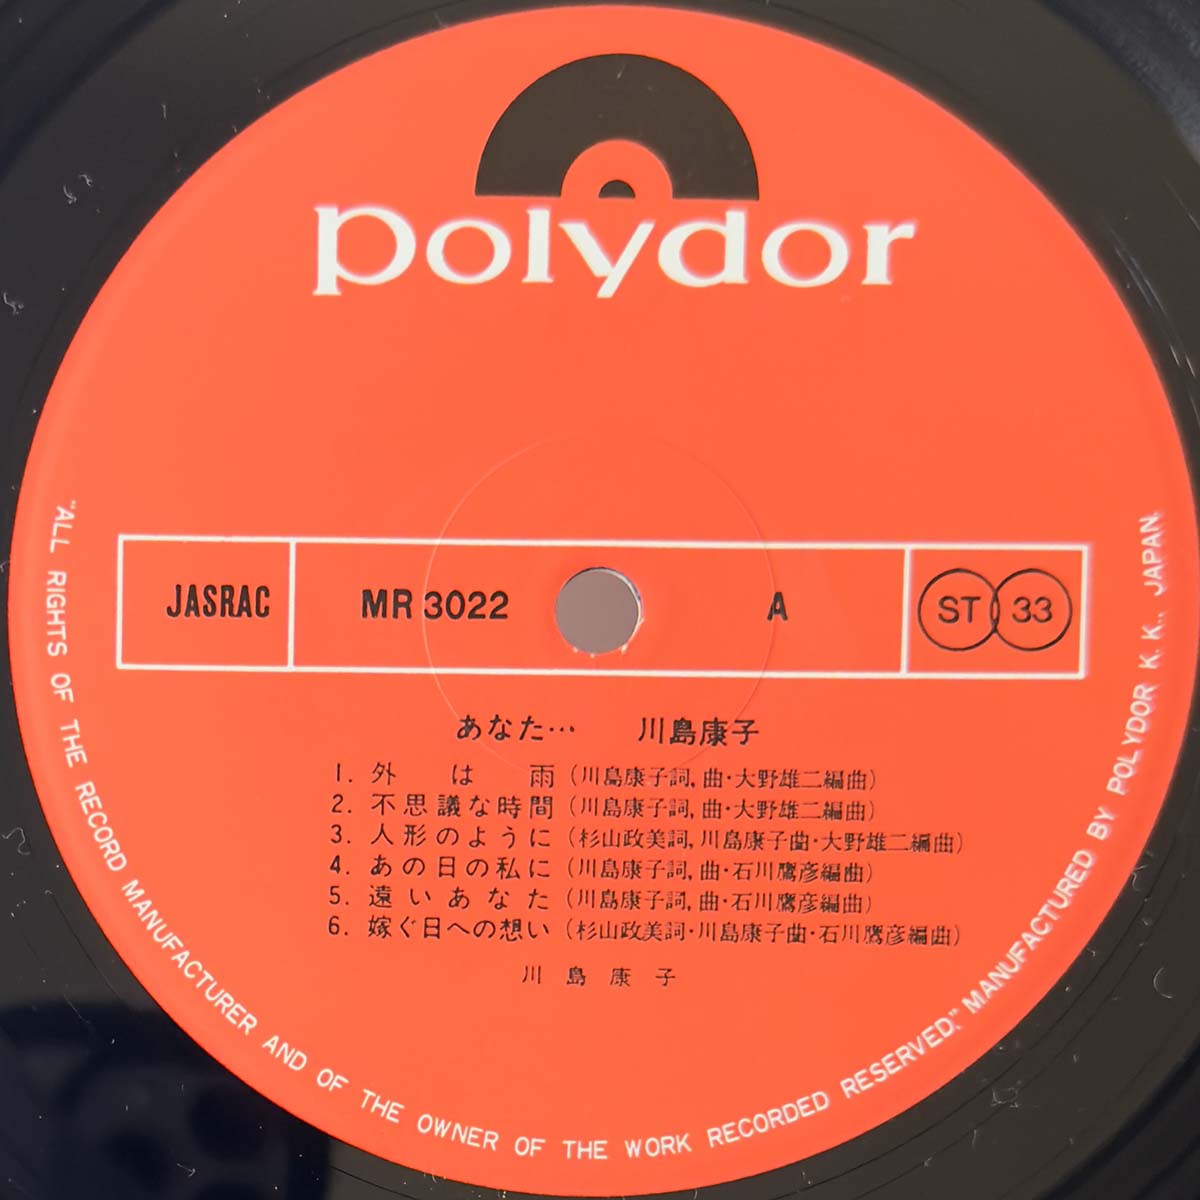 polydor
JASRAC MR 3022 A ST 33
あなた… 川島康子
1. 外は雨 (川島康子詞, 曲・大野雄二編曲)
2. 不思議な時間 (川島康子詞, 曲・大野雄二編曲)
3. 人形のように (杉山政美詞, 川島康子曲・大野雄二編曲)
4. あの日の私に (川島康子詞, 曲・石川鷹彦編曲)
5. 遠いあなた (川島康子詞, 曲・石川鷹彦編曲)
6. 嫁ぐ日への想い (杉山政美詞・川島康子曲・石川鷹彦編曲)
川島康子
"ALL RIGHTS OF THE RECORD MANUFACTURER AND OF THE OWNER OF THE WORK RECORDED RESERVED." MANUFACTURED BY POLYDOR K. K., JAPAN.